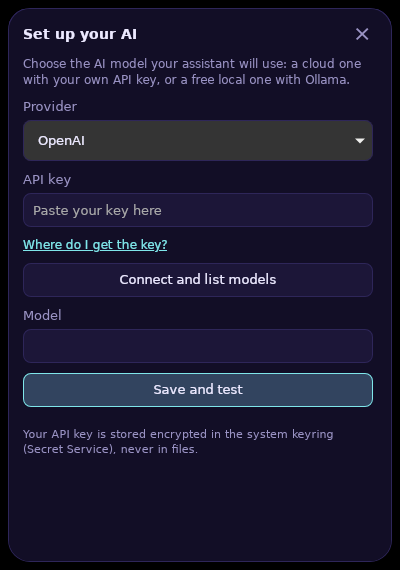 Set up your AI
Choose the AI model your assistant will use: a cloud one
with your own API key, or a free local one with Ollama.
Provider
OpenAI
API key
Paste your key here
Where do I get the key?
Connect and list models
Model
Save and test
Your API key is stored encrypted in the system keyring
(Secret Service), never in files.